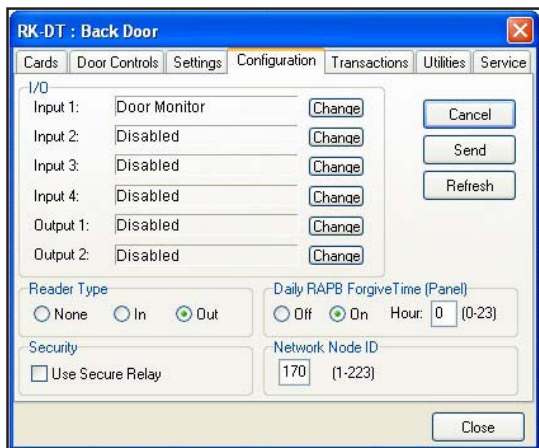 RK-DT : Back Door
Cards Door Controls Settings Configuration Transactions Utilities Service
I/O
Input 1: Door Monitor Change
Input 2: Disabled Change
Input 3: Disabled Change
Input 4: Disabled Change
Output 1: Disabled Change
Output 2: Disabled Change
Cancel
Send
Refresh
Reader Type
None In Out
Daily RAPB ForgiveTime (Panel)
Off On Hour: 0 (0-23)
Security
Use Secure Relay
Network Node ID
170 (1-223)
Close